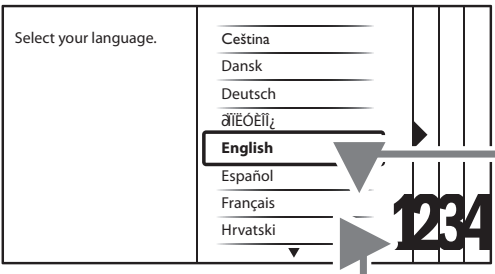 Select your language.
Ceština
Dansk
Deutsch
English
Español
Français
Hrvatski
1234